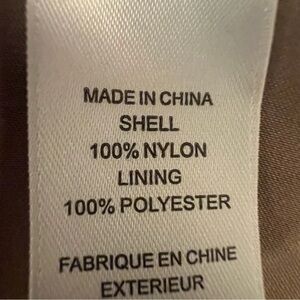 MADE IN CHINA
SHELL
100% NYLON
LINING
100% POLYESTER
FABRIQUE EN CHINE
EXTERIEUR